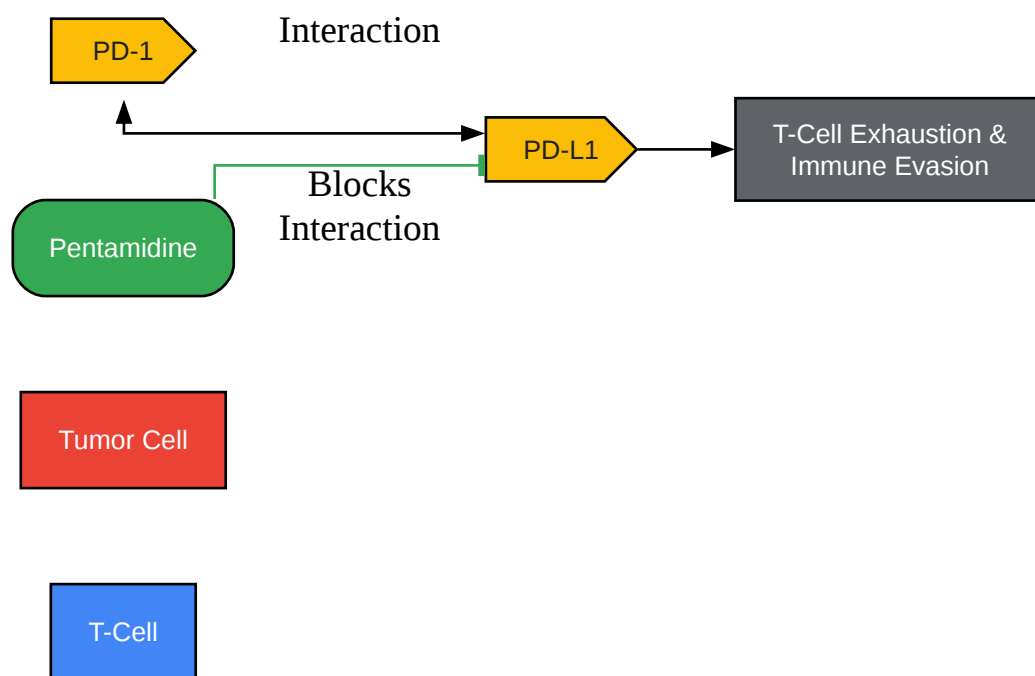 PD-1
Interaction
PD-L1
T-Cell Exhaustion &
Immune Evasion
Blocks
Interaction
Pentamidine
Tumor Cell
T-Cell